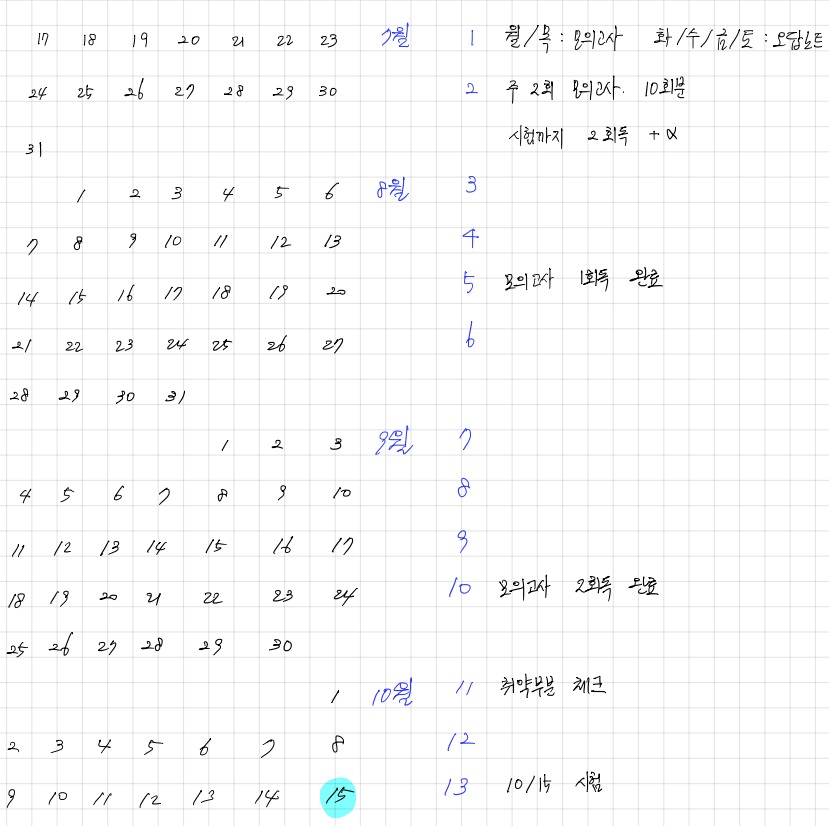 17 18 19 20 21 22 23 7월 1 월/목 : 모의고사 화/수/금/토 : 오답노트
24 25 26 27 28 29 30 2 주 2회 모의고사. 10회분
시험까지 2회독 + α
31
1 2 3 4 5 6 8월 3
7 8 9 10 11 12 13 4
14 15 16 17 18 19 20 5 모의고사 1회독 완료
21 22 23 24 25 26 27 6
28 29 30 31
1 2 3 9월 7
4 5 6 7 8 9 10 8
11 12 13 14 15 16 17 9
18 19 20 21 22 23 24 10 모의고사 2회독 완료
25 26 27 28 29 30
1 10월 11 취약부분 체크
2 3 4 5 6 7 8 12
9 10 11 12 13 14 15 13 10/15 시험